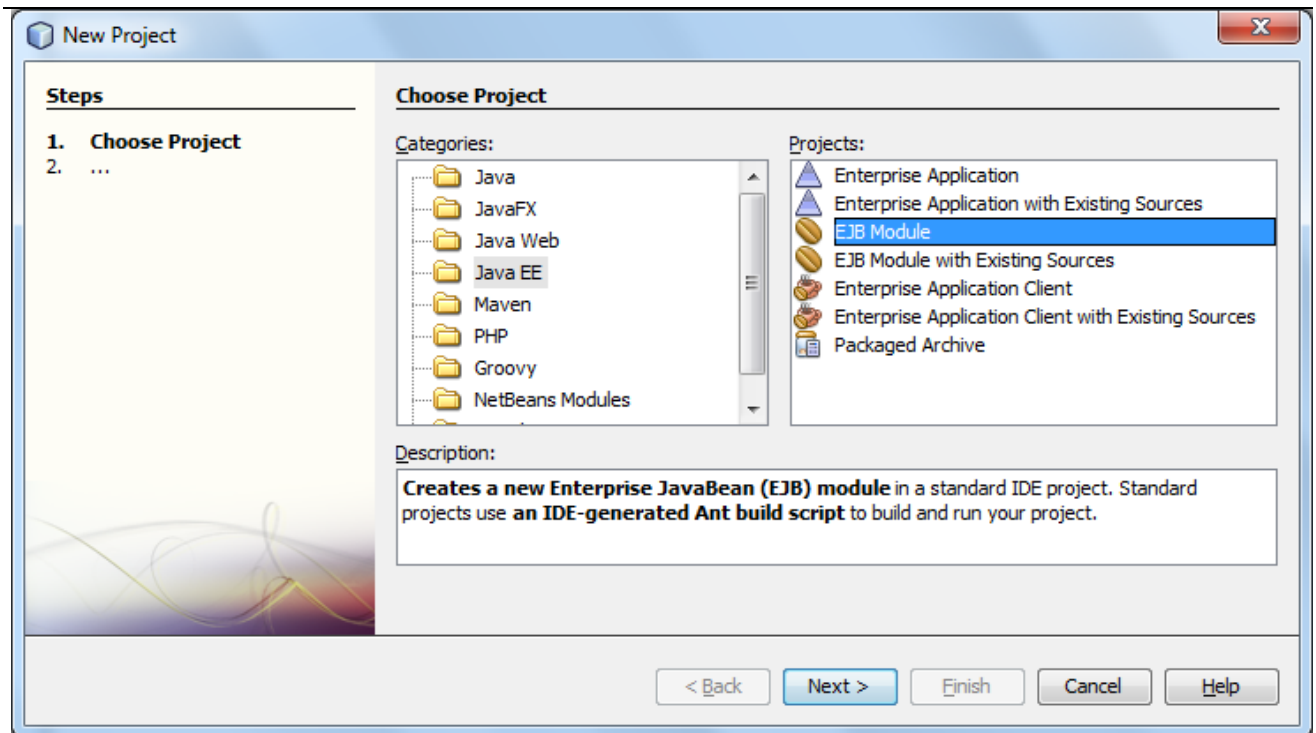 New Project
Steps
1. Choose Project
2. ...
Choose Project
Categories:
Java
JavaFX
Java Web
Java EE
Maven
PHP
Groovy
NetBeans Modules
Projects:
Enterprise Application
Enterprise Application with Existing Sources
EJB Module
EJB Module with Existing Sources
Enterprise Application Client
Enterprise Application Client with Existing Sources
Packaged Archive
Description:
Creates a new Enterprise JavaBean (EJB) module in a standard IDE project. Standard
projects use an IDE-generated Ant build script to build and run your project.
< Back Next > Finish Cancel Help